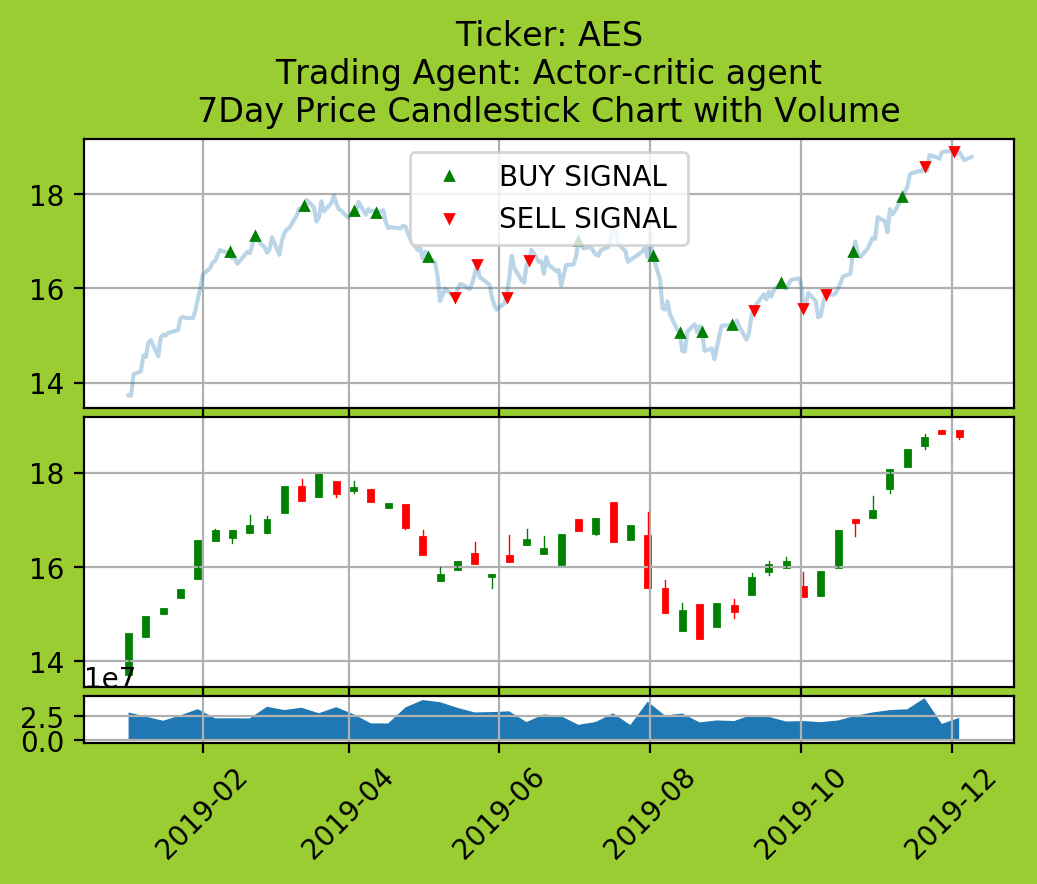 Ticker: AES
Trading Agent: Actor-critic agent
7Day Price Candlestick Chart with Volume
BUY SIGNAL
SELL SIGNAL
18
16
14
18
16
14
1e7
2.5
0.0
2019-02
2019-04
2019-06
2019-08
2019-10
2019-12